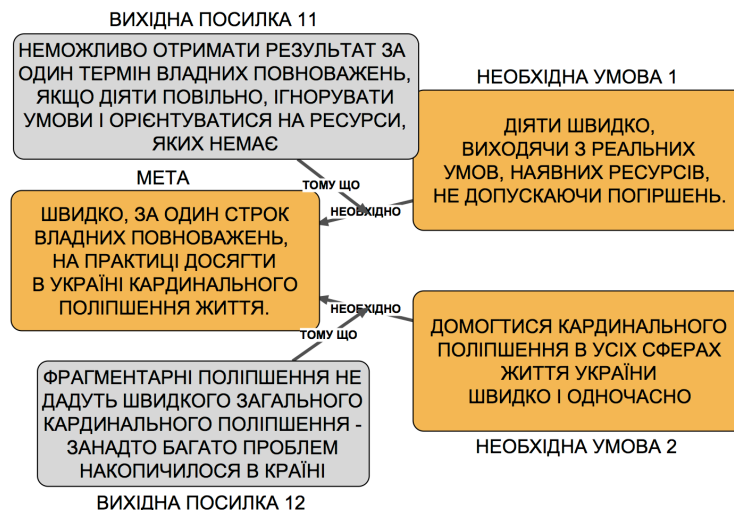 ВИХІДНА ПОСИЛКА 11
НЕМОЖЛИВО ОТРИМАТИ РЕЗУЛЬТАТ ЗА
ОДИН ТЕРМІН ВЛАДНИХ ПОВНОВАЖЕНЬ,
ЯКЩО ДІЯТИ ПОВІЛЬНО, ІГНОРУВАТИ
УМОВИ І ОРІЄНТУВАТИСЯ НА РЕСУРСИ,
ЯКИХ НЕМАЄ
НЕОБХІДНА УМОВА 1
ДІЯТИ ШВИДКО,
ВИХОДЯЧИ З РЕАЛЬНИХ
УМОВ, НАЯВНИХ РЕСУРСІВ,
НЕ ДОПУСКАЮЧИ ПОГІРШЕНЬ.
ТОМУ ЩО
НЕОБХІДНО
МЕТА
ШВИДКО, ЗА ОДИН СТРОК
ВЛАДНИХ ПОВНОВАЖЕНЬ,
НА ПРАКТИЦІ ДОСЯГТИ
В УКРАЇНІ КАРДИНАЛЬНОГО
ПОЛІПШЕННЯ ЖИТТЯ.
НЕОБХІДНО
ТОМУ ЩО
ДОМОГТИСЯ КАРДИНАЛЬНОГО
ПОЛІПШЕННЯ В УСІХ СФЕРАХ
ЖИТТЯ УКРАЇНИ
ШВИДКО І ОДНОЧАСНО
НЕОБХІДНА УМОВА 2
ФРАГМЕНТАРНІ ПОЛІПШЕННЯ НЕ
ДАДУТЬ ШВИДКОГО ЗАГАЛЬНОГО
КАРДИНАЛЬНОГО ПОЛІПШЕННЯ -
ЗАНАДТО БАГАТО ПРОБЛЕМ
НАКОПИЧИЛОСЯ В КРАЇНІ
ВИХІДНА ПОСИЛКА 12